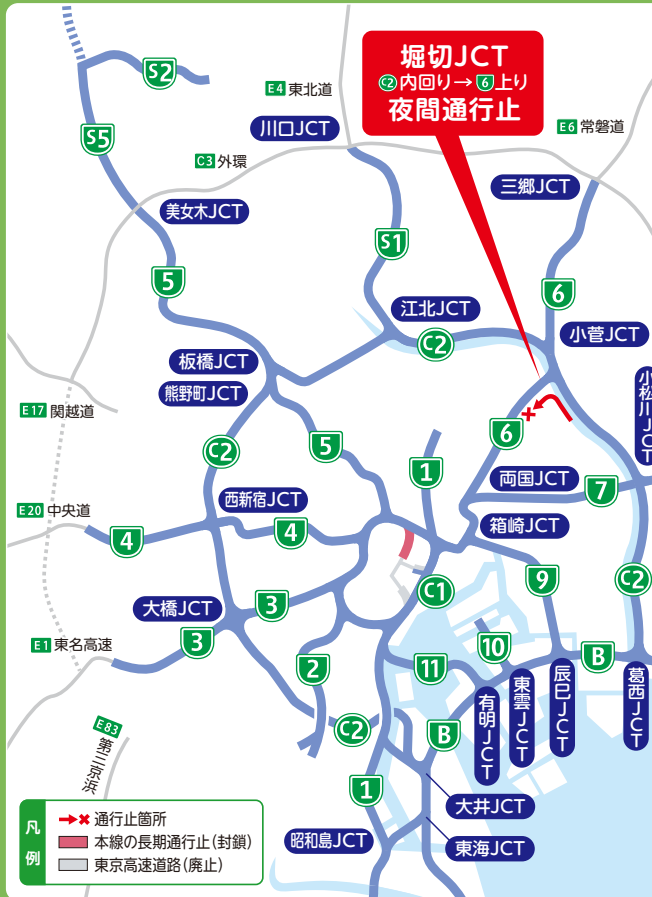 堀切JCT
C2内回り→6上り
夜間通行止
S2
E4 東北道
S5
川口JCT
E6 常磐道
C3 外環
三郷JCT
美女木JCT
S1
5
6
江北JCT
小菅JCT
C2
板橋JCT
熊野町JCT
小松川JCT
E17 関越道
6
C2
5
1
両国JCT
7
西新宿JCT
E20 中央道
4
4
箱崎JCT
9
C2
C1
大橋JCT
3
E1 東名高速
3
10
B
2
11
葛西JCT
辰巳JCT
東雲JCT
有明JCT
E83
第三京浜
C2
B
1
大井JCT
昭和島JCT
東海JCT
凡例
通行止箇所
本線の長期通行止(封鎖)
東京高速道路(廃止)